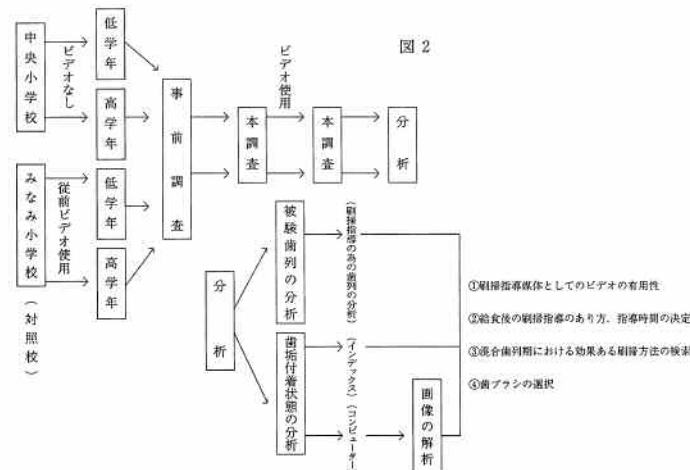 図 2
中央小学校
ビデオなし
低学年
高学年
みなみ小学校
(対照校)
従前ビデオ使用
低学年
高学年
事前調査
本調査
ビデオ使用
本調査
分析
分析
被験歯列の分析
(刷掃指導の為の歯列の分析)
歯垢付着状態の分析
(インデックス)
(コンピューター
画像の解析
①刷掃指導媒体としてのビデオの有用性
②給食後の刷掃指導のあり方,指導時間の決定
③混合歯列期における効果ある刷掃方法の検索
④歯ブラシの選択